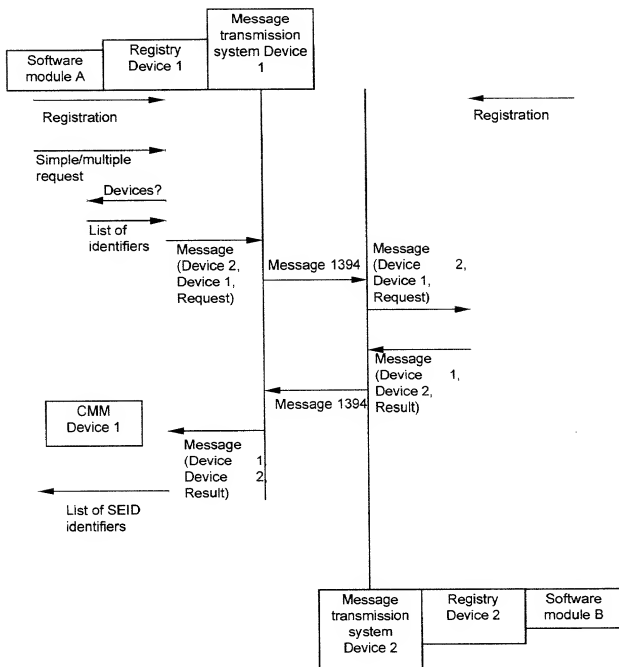 Software
module A
Registry
Device 1
Message
transmission
system Device
1
Registration
Registration
Simple/multiple
request
Devices?
List of
identifiers
Message
(Device 2,
Device 1,
Request)
Message 1394
Message
(Device 2,
Device 1,
Request)
Message
(Device 1,
Device 2,
Result)
Message 1394
CMM
Device 1
Message
(Device 1,
Device 2,
Result)
List of SEID
identifiers
Message
transmission
system
Device 2
Registry
Device 2
Software
module B